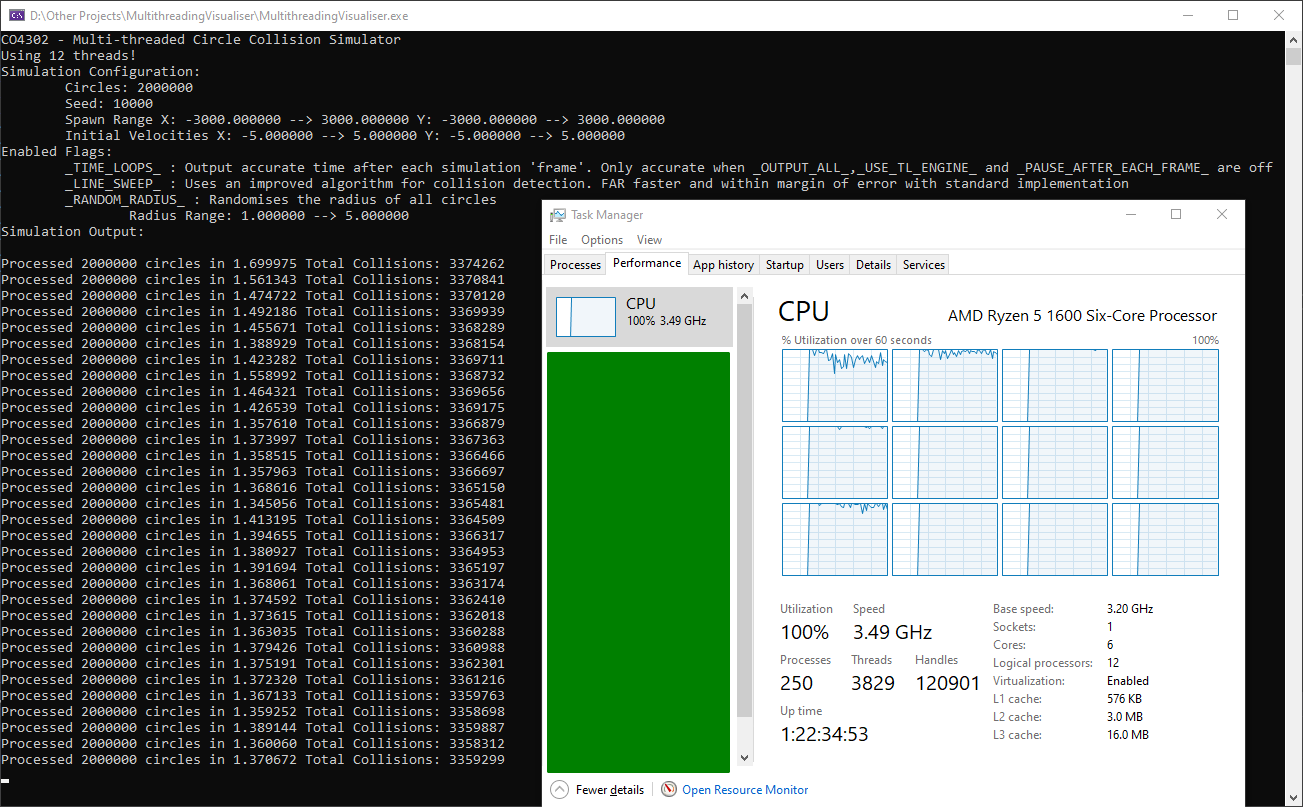 D:\Other Projects\MultithreadingVisualiser\MultithreadingVisualiser.exe
CO4302 - Multi-threaded Circle Collision Simulator
Using 12 threads!
Simulation Configuration:
Circles: 2000000
Seed: 10000
Spawn Range X: -3000.000000 --> 3000.000000 Y: -3000.000000 --> 3000.000000
Initial Velocities X: -5.000000 --> 5.000000 Y: -5.000000 --> 5.000000
Enabled Flags:
_TIME_LOOPS_ : Output accurate time after each simulation 'frame'. Only accurate when _OUTPUT_ALL_,_USE_TL_ENGINE_ and _PAUSE_AFTER_EACH_FRAME_ are off
_LINE_SWEEP_ : Uses an improved algorithm for collision detection. FAR faster and within margin of error with standard implementation
_RANDOM_RADIUS_ : Randomises the radius of all circles
Radius Range: 1.000000 --> 5.000000
Simulation Output:
Processed 2000000 circles in 1.699975 Total Collisions: 3374262
Processed 2000000 circles in 1.561343 Total Collisions: 3370841
Processed 2000000 circles in 1.474722 Total Collisions: 3370120
Processed 2000000 circles in 1.492186 Total Collisions: 3369939
Processed 2000000 circles in 1.455671 Total Collisions: 3368289
Processed 2000000 circles in 1.388929 Total Collisions: 3368154
Processed 2000000 circles in 1.423282 Total Collisions: 3369711
Processed 2000000 circles in 1.558992 Total Collisions: 3368732
Processed 2000000 circles in 1.464321 Total Collisions: 3369656
Processed 2000000 circles in 1.426539 Total Collisions: 3369175
Processed 2000000 circles in 1.357610 Total Collisions: 3366879
Processed 2000000 circles in 1.373997 Total Collisions: 3367363
Processed 2000000 circles in 1.358515 Total Collisions: 3366466
Processed 2000000 circles in 1.357963 Total Collisions: 3366697
Processed 2000000 circles in 1.368616 Total Collisions: 3365150
Processed 2000000 circles in 1.345056 Total Collisions: 3365481
Processed 2000000 circles in 1.413195 Total Collisions: 3364509
Processed 2000000 circles in 1.394655 Total Collisions: 3366317
Processed 2000000 circles in 1.380927 Total Collisions: 3364953
Processed 2000000 circles in 1.391694 Total Collisions: 3365197
Processed 2000000 circles in 1.368061 Total Collisions: 3363174
Processed 2000000 circles in 1.374592 Total Collisions: 3362410
Processed 2000000 circles in 1.373615 Total Collisions: 3362018
Processed 2000000 circles in 1.363035 Total Collisions: 3360288
Processed 2000000 circles in 1.379426 Total Collisions: 3360988
Processed 2000000 circles in 1.375191 Total Collisions: 3362301
Processed 2000000 circles in 1.372320 Total Collisions: 3361216
Processed 2000000 circles in 1.367133 Total Collisions: 3359763
Processed 2000000 circles in 1.359252 Total Collisions: 3358698
Processed 2000000 circles in 1.389144 Total Collisions: 3359887
Processed 2000000 circles in 1.360060 Total Collisions: 3358312
Processed 2000000 circles in 1.370672 Total Collisions: 3359299
Task Manager
File Options View
Processes Performance App history Startup Users Details Services
CPU
100% 3.49 GHz
CPU AMD Ryzen 5 1600 Six-Core Processor
% Utilization over 60 seconds 100%
Utilization Speed
100% 3.49 GHz
Processes Threads Handles
250 3829 120901
Up time
1:22:34:53
Base speed: 3.20 GHz
Sockets: 1
Cores: 6
Logical processors: 12
Virtualization: Enabled
L1 cache: 576 KB
L2 cache: 3.0 MB
L3 cache: 16.0 MB
Fewer details Open Resource Monitor